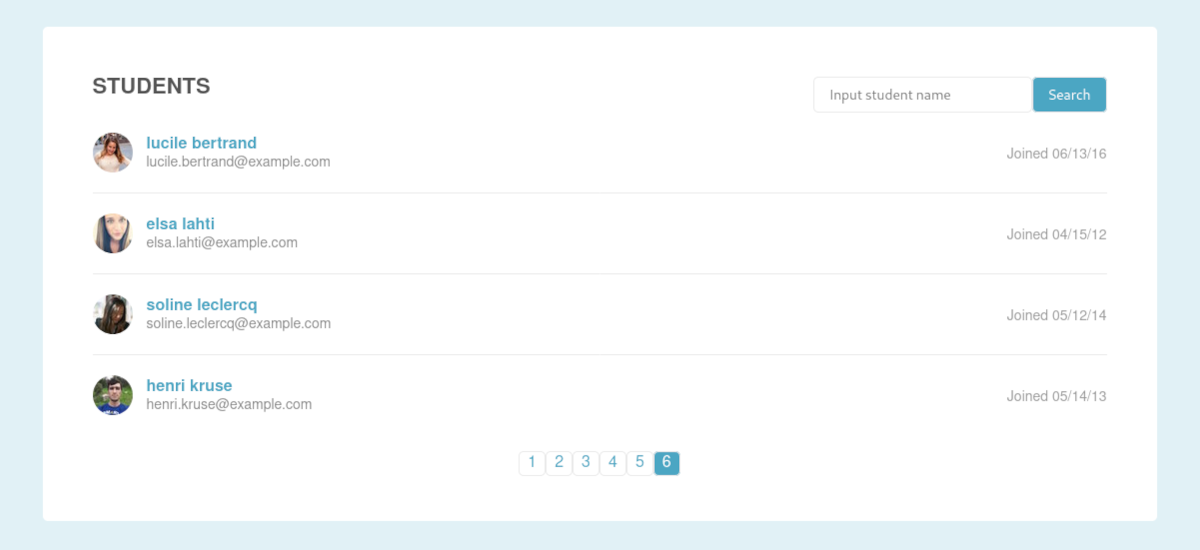 STUDENTS
Input student name
Search
lucile bertrand
lucile.bertrand@example.com
Joined 06/13/16
elsa lahti
elsa.lahti@example.com
Joined 04/15/12
soline leclercq
soline.leclercq@example.com
Joined 05/12/14
henri kruse
henri.kruse@example.com
Joined 05/14/13
1 2 3 4 5 6